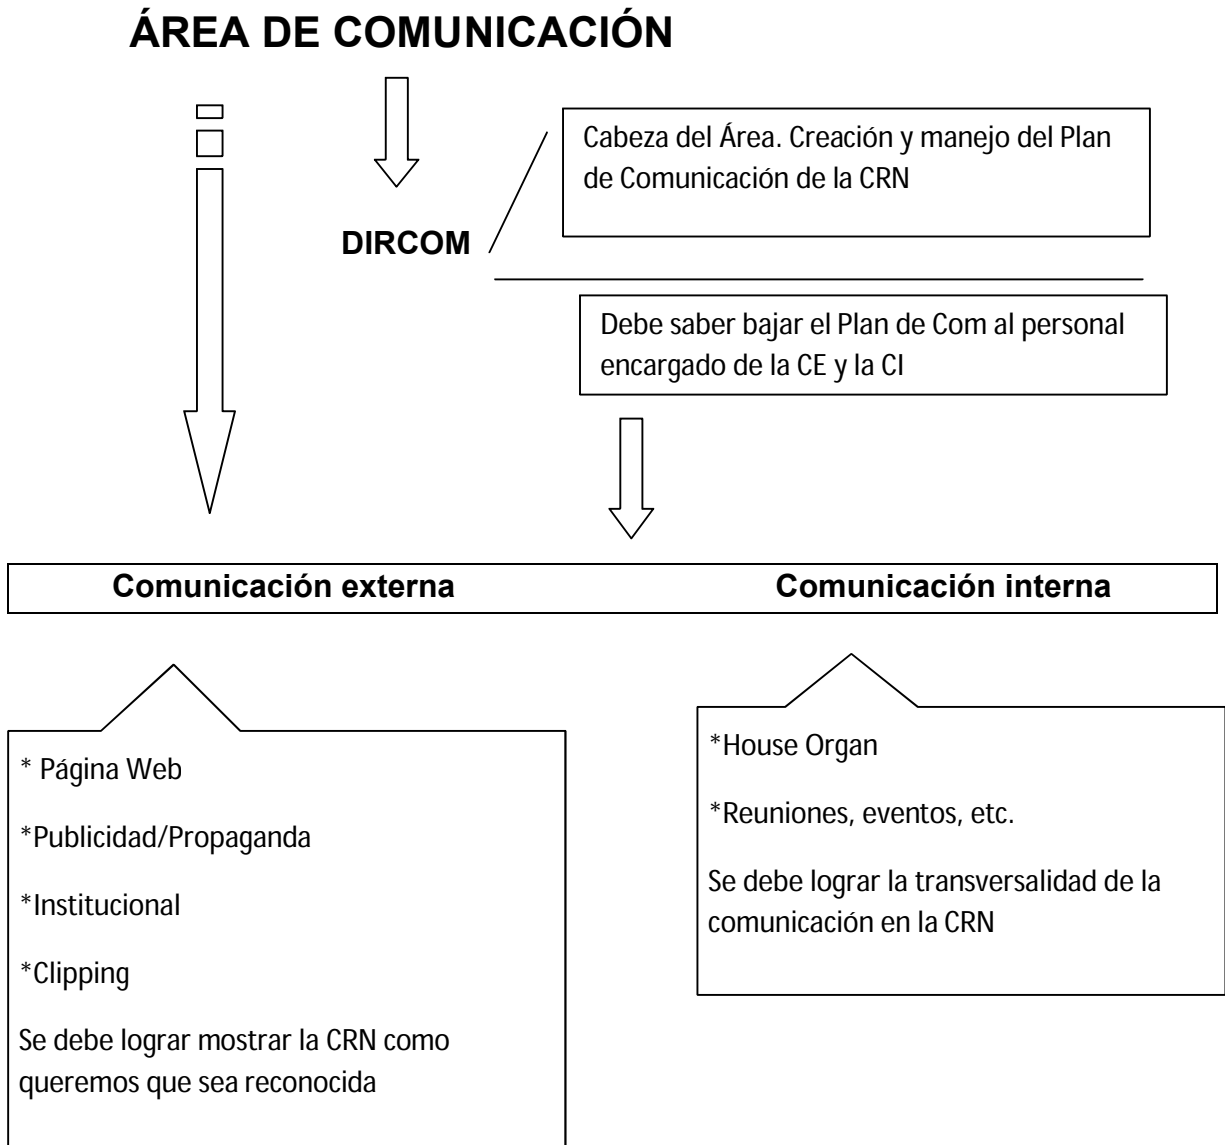 ÁREA DE COMUNICACIÓN
Cabeza del Área. Creación y manejo del Plan
de Comunicación de la CRN
DIRCOM
Debe saber bajar el Plan de Com al personal
encargado de la CE y la CI
Comunicación externa
Comunicación interna
* Página Web
*Publicidad/Propaganda
*Institucional
*Clipping
Se debe lograr mostrar la CRN como
queremos que sea reconocida
*House Organ
*Reuniones, eventos, etc.
Se debe lograr la transversalidad de la
comunicación en la CRN